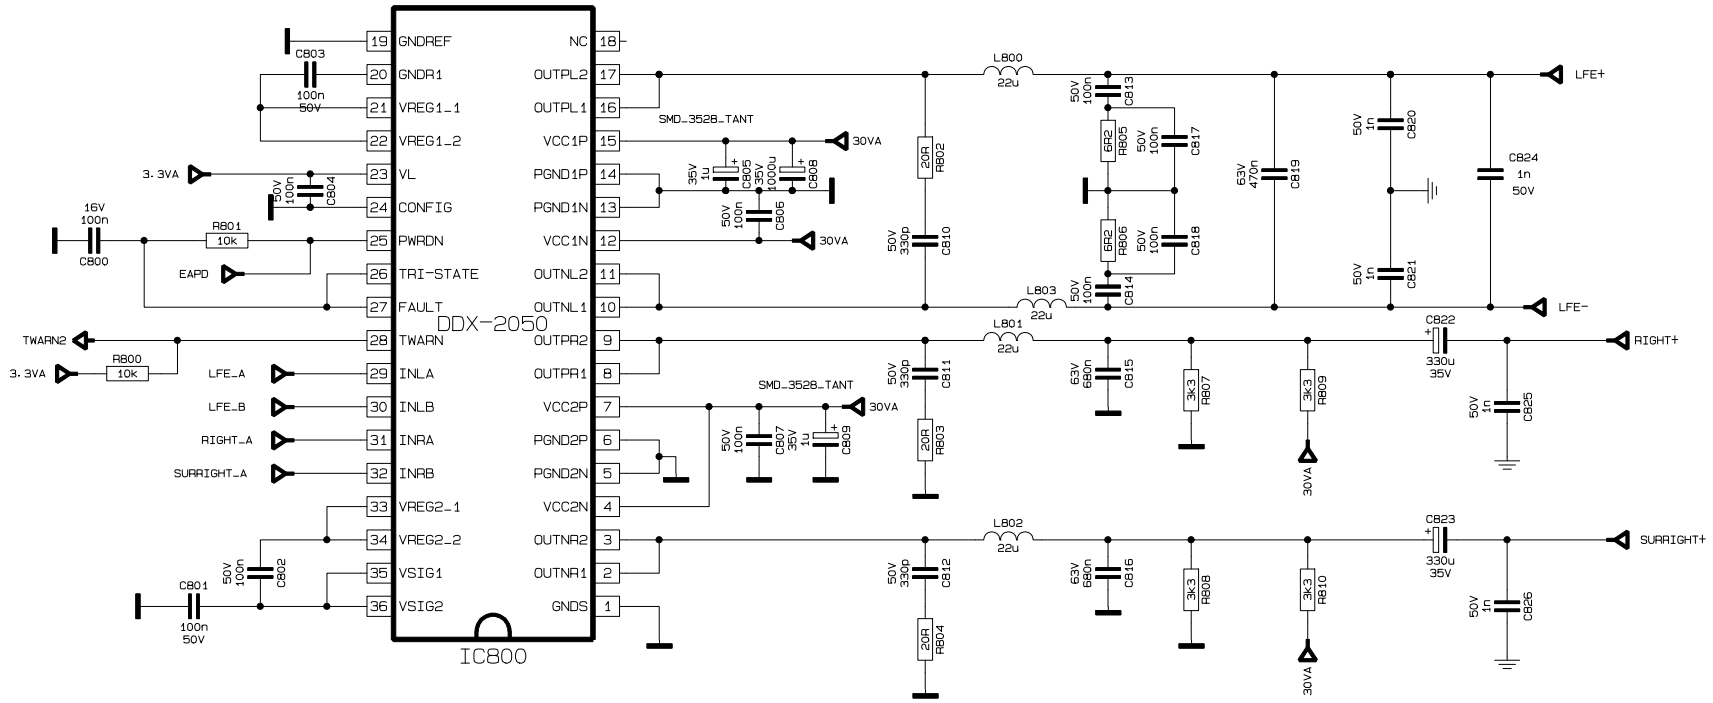 19 GNDREF
20 GNDR1
21 VREG1_1
22 VREG1_2
23 VL
24 CONFIG
25 PWRDN
26 TRI-STATE
27 FAULT
28 TWARN
29 INLA
30 INLB
31 INRA
32 INRB
33 VREG2_1
34 VREG2_2
35 VSIG1
36 VSIG2
NC 18
OUTPL2 17
OUTPL1 16
VCC1P 15
PGND1P 14
PGND1N 13
VCC1N 12
OUTNL2 11
OUTNL1 10
OUTPR2 9
OUTPR1 8
VCC2P 7
PGND2P 6
PGND2N 5
VCC2N 4
OUTNR2 3
OUTNR1 2
GNDS 1
DDX-2050
IC800
C803
100n
50V
3.3VA
50V
100n
C804
16V
100n
C800
R801
10k
EAPD
TWARN2
3.3VA
R800
10k
LFE_A
LFE_B
RIGHT_A
SURRIGHT_A
50V
100n
C802
C801
100n
50V
SMD_3528_TANT
35V
1u
+
C805
35V
1000u
+
C808
30VA
50V
100n
C806
30VA
20R
R802
50V
330p
C810
L800
22u
50V
100n
C813
6R2
R805
50V
100n
C817
6R2
R806
50V
100n
C818
50V
100n
C814
L803
22u
63V
470n
C819
50V
1n
C820
50V
1n
C821
C824
1n
50V
LFE+
LFE-
L801
22u
50V
330p
C811
20R
R803
63V
680n
C815
3k3
R807
3k3
R809
30VA
C822
+
330u
35V
50V
1n
C825
RIGHT+
SMD_3528_TANT
30VA
50V
100n
C807
35V
1u
+
C809
L802
22u
50V
330p
C812
20R
R804
63V
680n
C816
3k3
R808
3k3
R810
30VA
C823
+
330u
35V
50V
1n
C826
SURRIGHT+